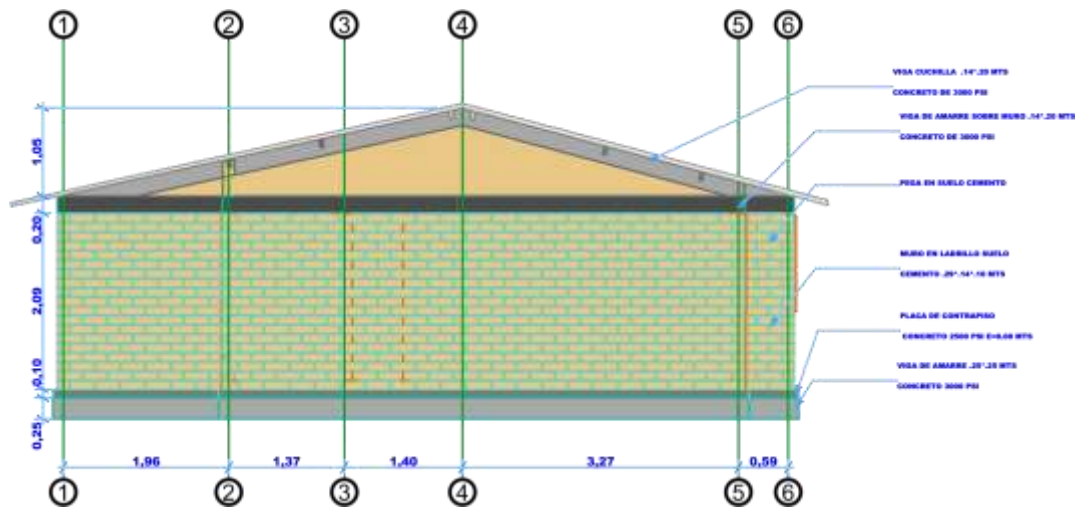 1 2 3 4 5 6
VIGA CUCHILLA .14*.20 MTS
CONCRETO DE 3000 PSI
VIGA DE AMARRE SOBRE MURO .14*.20 MTS
CONCRETO DE 3000 PSI
PEGA EN SUELO CEMENTO
MURO EN LADRILLO SUELO
CEMENTO .29*.14*.10 MTS
PLACA DE CONTRAPISO
CONCRETO 2500 PSI E=0.08 MTS
VIGA DE AMARRE .25*.25 MTS
CONCRETO 3000 PSI
1,05
0,20
2,09
0,10
0,25
1,96 1,37 1,40 3,27 0,59
1 2 3 4 5 6